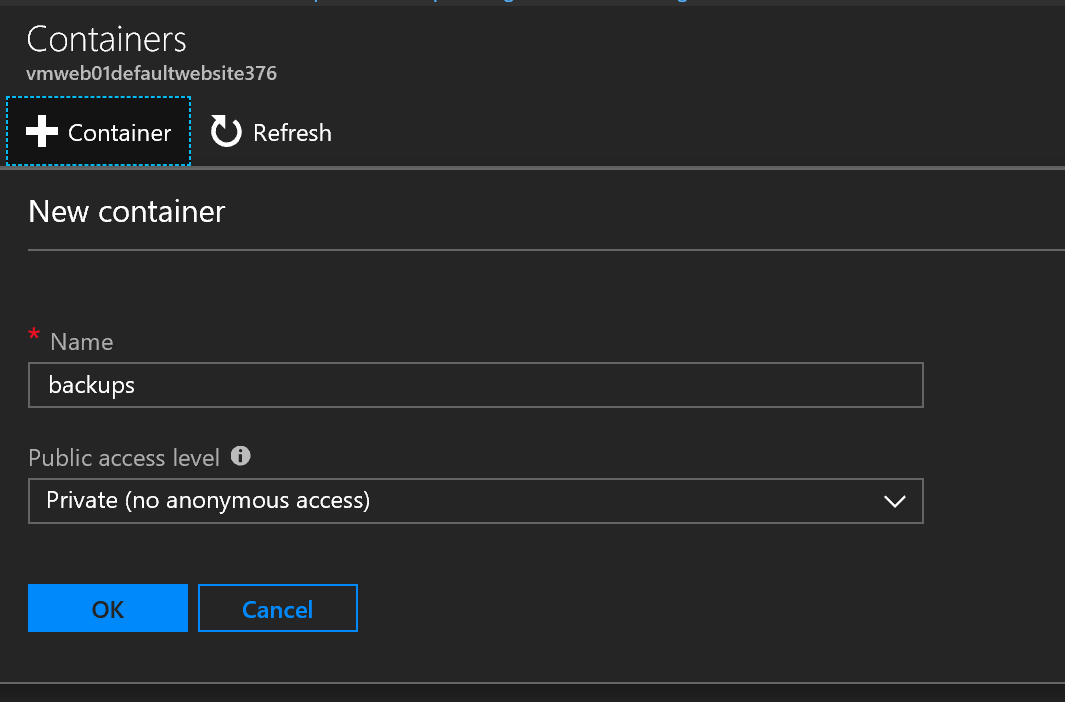 Containers
vmweb01defaultwebsite376
Container Refresh
New container
* Name
backups
Public access level
Private (no anonymous access)
OK Cancel